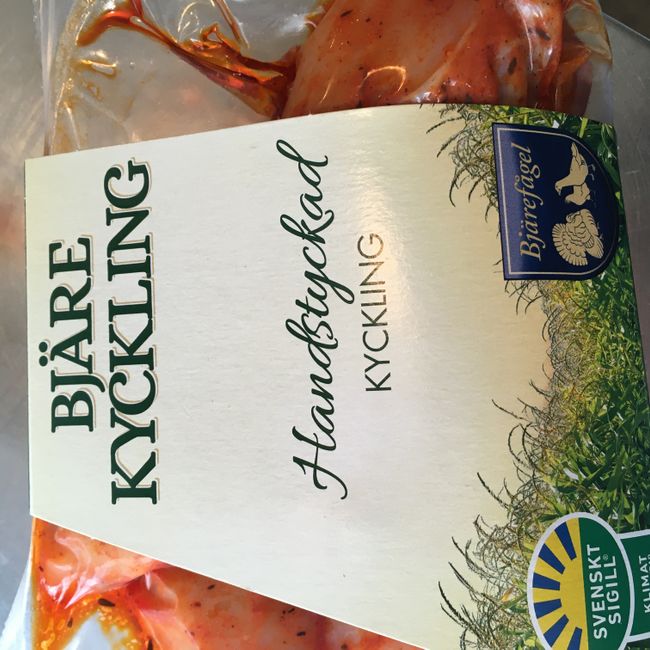 BJÄRE
KYCKLING
Handstyckad
KYCKLING
Bjärefågel
SVENSKT
SIGILL®
KLIMAT